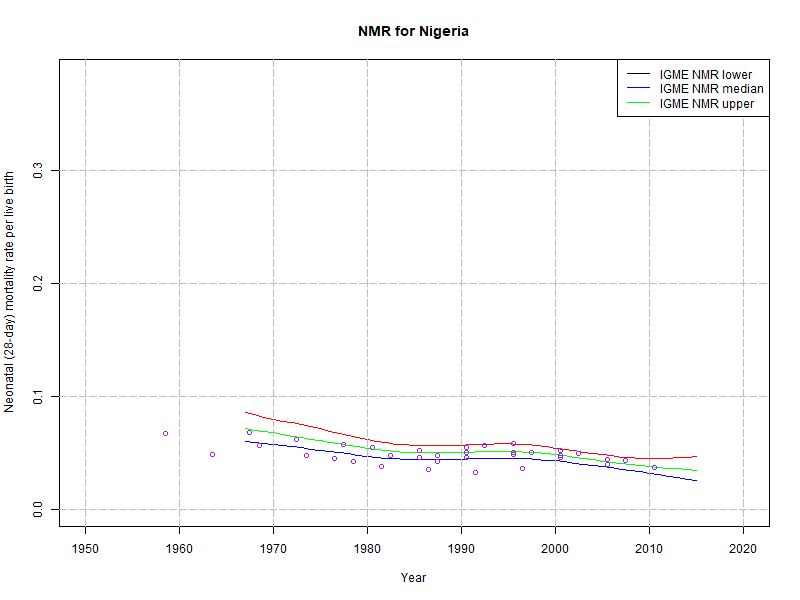 NMR for Nigeria
IGME NMR lower
IGME NMR median
IGME NMR upper
Neonatal (28-day) mortality rate per live birth
0.3
0.2
0.1
0.0
1950 1960 1970 1980 1990 2000 2010 2020
Year